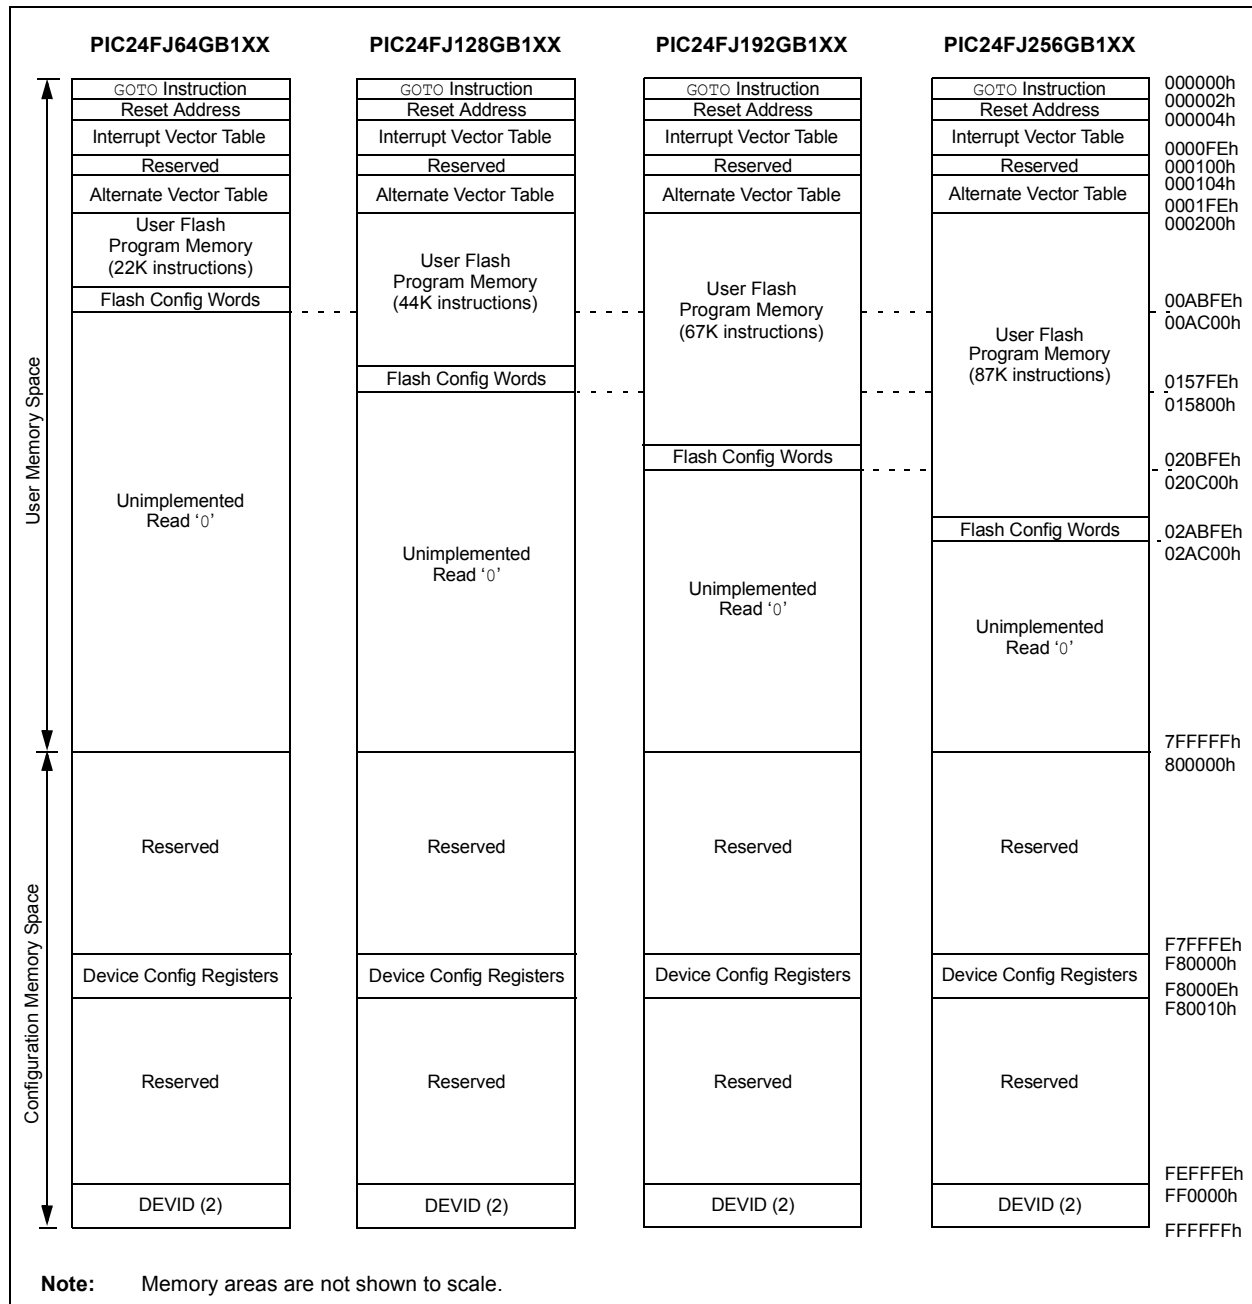 PIC24FJ64GB1XX PIC24FJ128GB1XX PIC24FJ192GB1XX PIC24FJ256GB1XX
GOTO Instruction GOTO Instruction GOTO Instruction GOTO Instruction 000000h
Reset Address Reset Address Reset Address Reset Address 000002h
000004h
Interrupt Vector Table Interrupt Vector Table Interrupt Vector Table Interrupt Vector Table
0000FEh
Reserved Reserved Reserved Reserved 000100h
000104h
Alternate Vector Table Alternate Vector Table Alternate Vector Table Alternate Vector Table
0001FEh
000200h
User Flash
Program Memory
(22K instructions)
User Flash
Program Memory
(44K instructions)
User Flash
Program Memory
(67K instructions)
User Flash
Program Memory
(87K instructions)
Flash Config Words 00ABFEh
00AC00h
Flash Config Words 0157FEh
015800h
Flash Config Words 020BFEh
020C00h
Flash Config Words 02ABFEh
02AC00h
User Memory Space
Unimplemented
Read ‘0’
Unimplemented
Read ‘0’
Unimplemented
Read ‘0’
Unimplemented
Read ‘0’
7FFFFFh
800000h
Configuration Memory Space
Reserved Reserved Reserved Reserved
F7FFFEh
F80000h
Device Config Registers Device Config Registers Device Config Registers Device Config Registers
F8000Eh
F80010h
Reserved Reserved Reserved Reserved
FEFFFEh
FF0000h
DEVID (2) DEVID (2) DEVID (2) DEVID (2)
FFFFFFh
Note: Memory areas are not shown to scale.